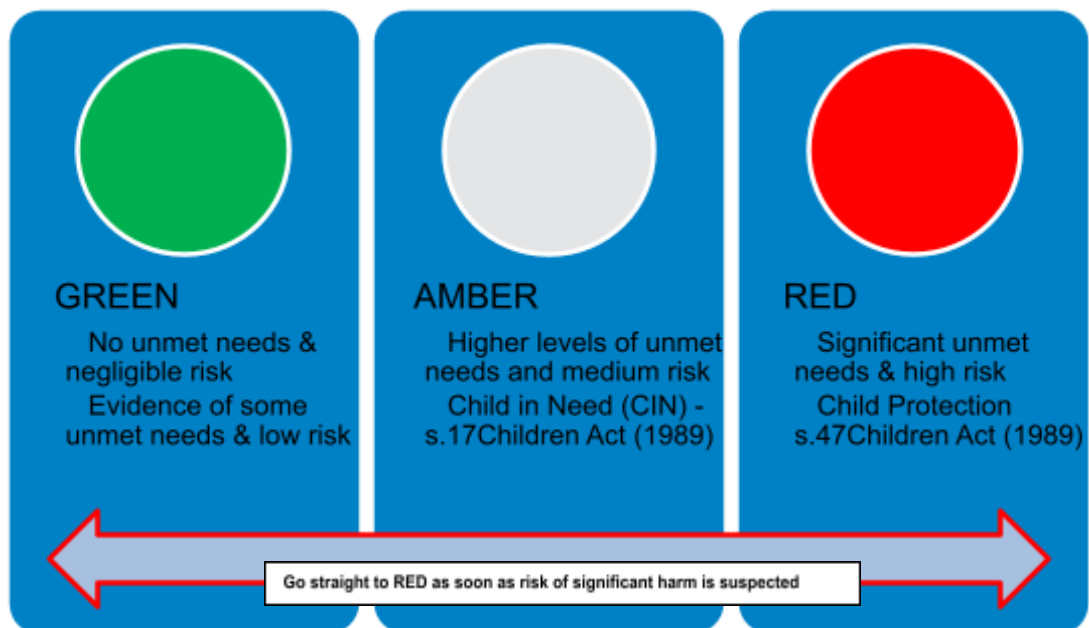 GREEN
No unmet needs &
negligible risk
Evidence of some
unmet needs & low risk
AMBER
Higher levels of unmet
needs and medium risk
Child in Need (CIN) -
s.17Children Act (1989)
RED
Significant unmet
needs & high risk
Child Protection
s.47Children Act (1989)
Go straight to RED as soon as risk of significant harm is suspected